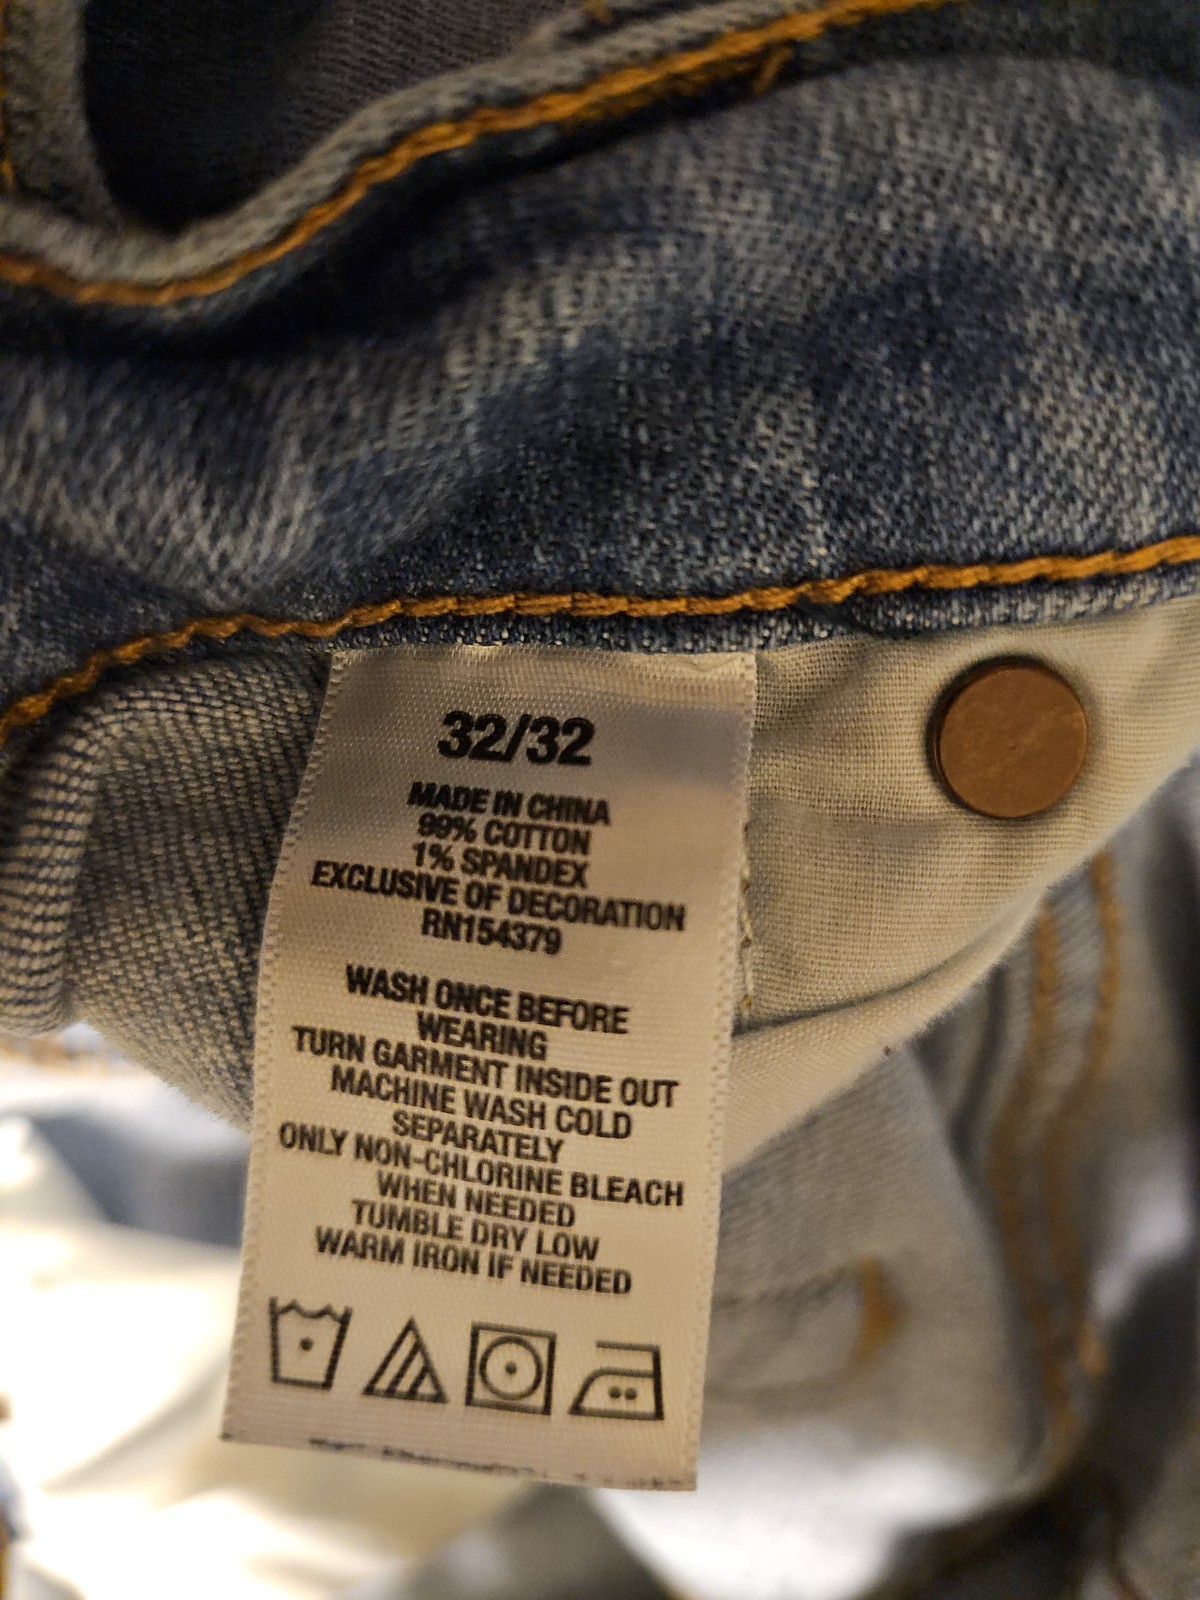 32/32
MADE IN CHINA
99% COTTON
1% SPANDEX
EXCLUSIVE OF DECORATION
RN154379
WASH ONCE BEFORE
WEARING
TURN GARMENT INSIDE OUT
MACHINE WASH COLD
SEPARATELY
ONLY NON-CHLORINE BLEACH
WHEN NEEDED
TUMBLE DRY LOW
WARM IRON IF NEEDED